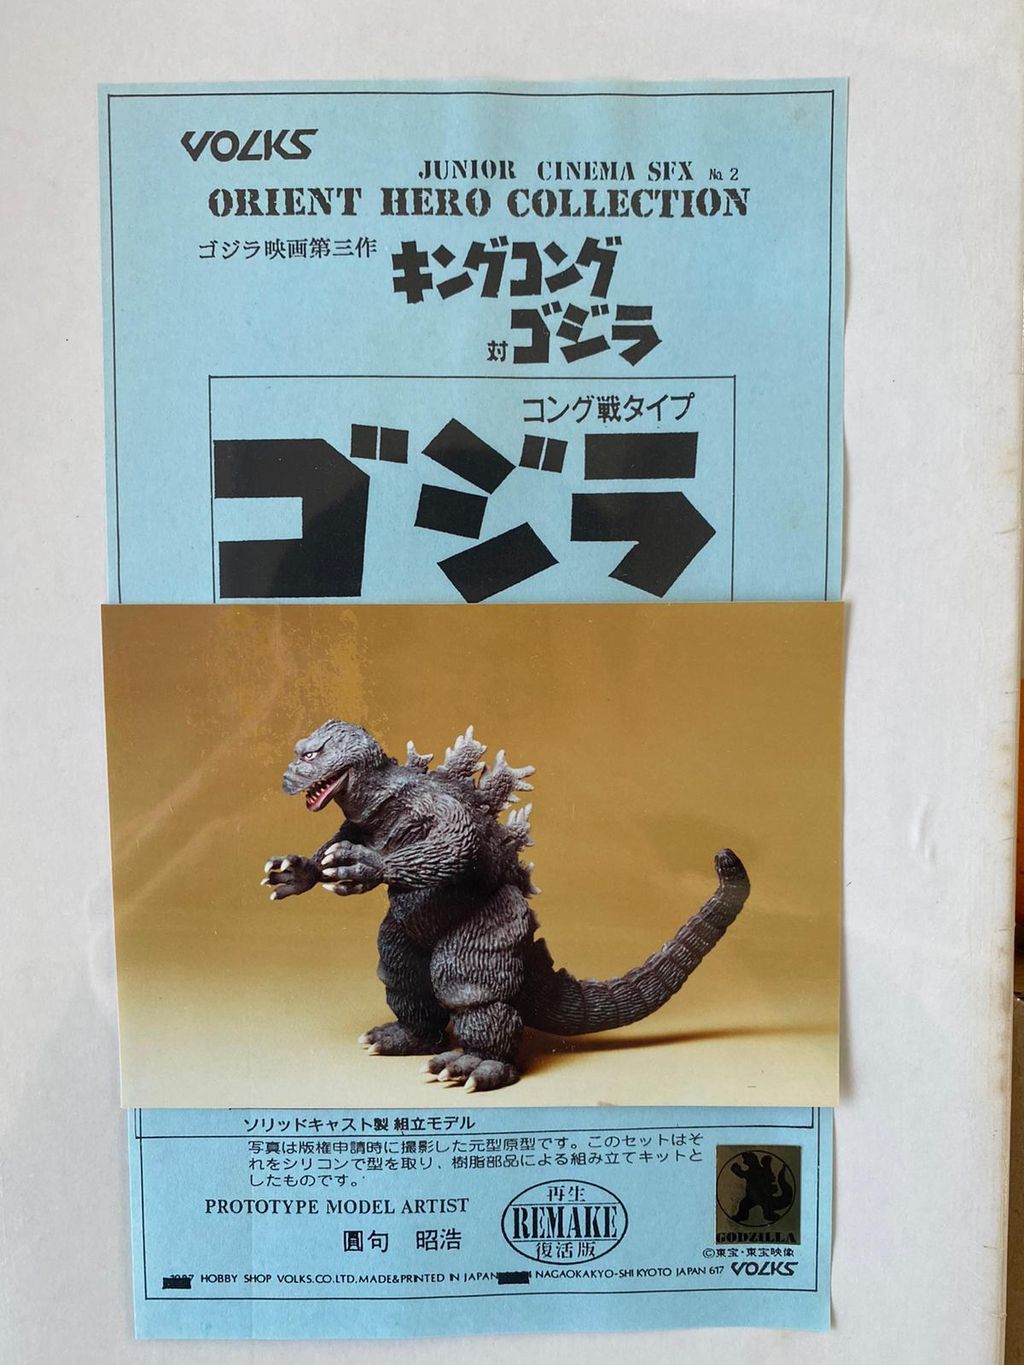 VOLKS
JUNIOR CINEMA SFX № 2
ORIENT HERO COLLECTION
ゴジラ映画第三作
キングコング
対ゴジラ
コング戦タイプ
ゴジラ
ソリッドキャスト製 組立モデル
写真は版権申請時に撮影した元型原型です。このセットはそ
れをシリコンで型を取り、樹脂部品による組み立てキットと
したものです。
PROTOTYPE MODEL ARTIST
圓句 昭浩
再生
REMAKE
復活版
GODZILLA
©東宝・東宝映像
HOBBY SHOP VOLKS.CO.LTD.MADE&PRINTED IN JAPAN NAGAOKAKYO-SHI KYOTO JAPAN 617 VOLKS